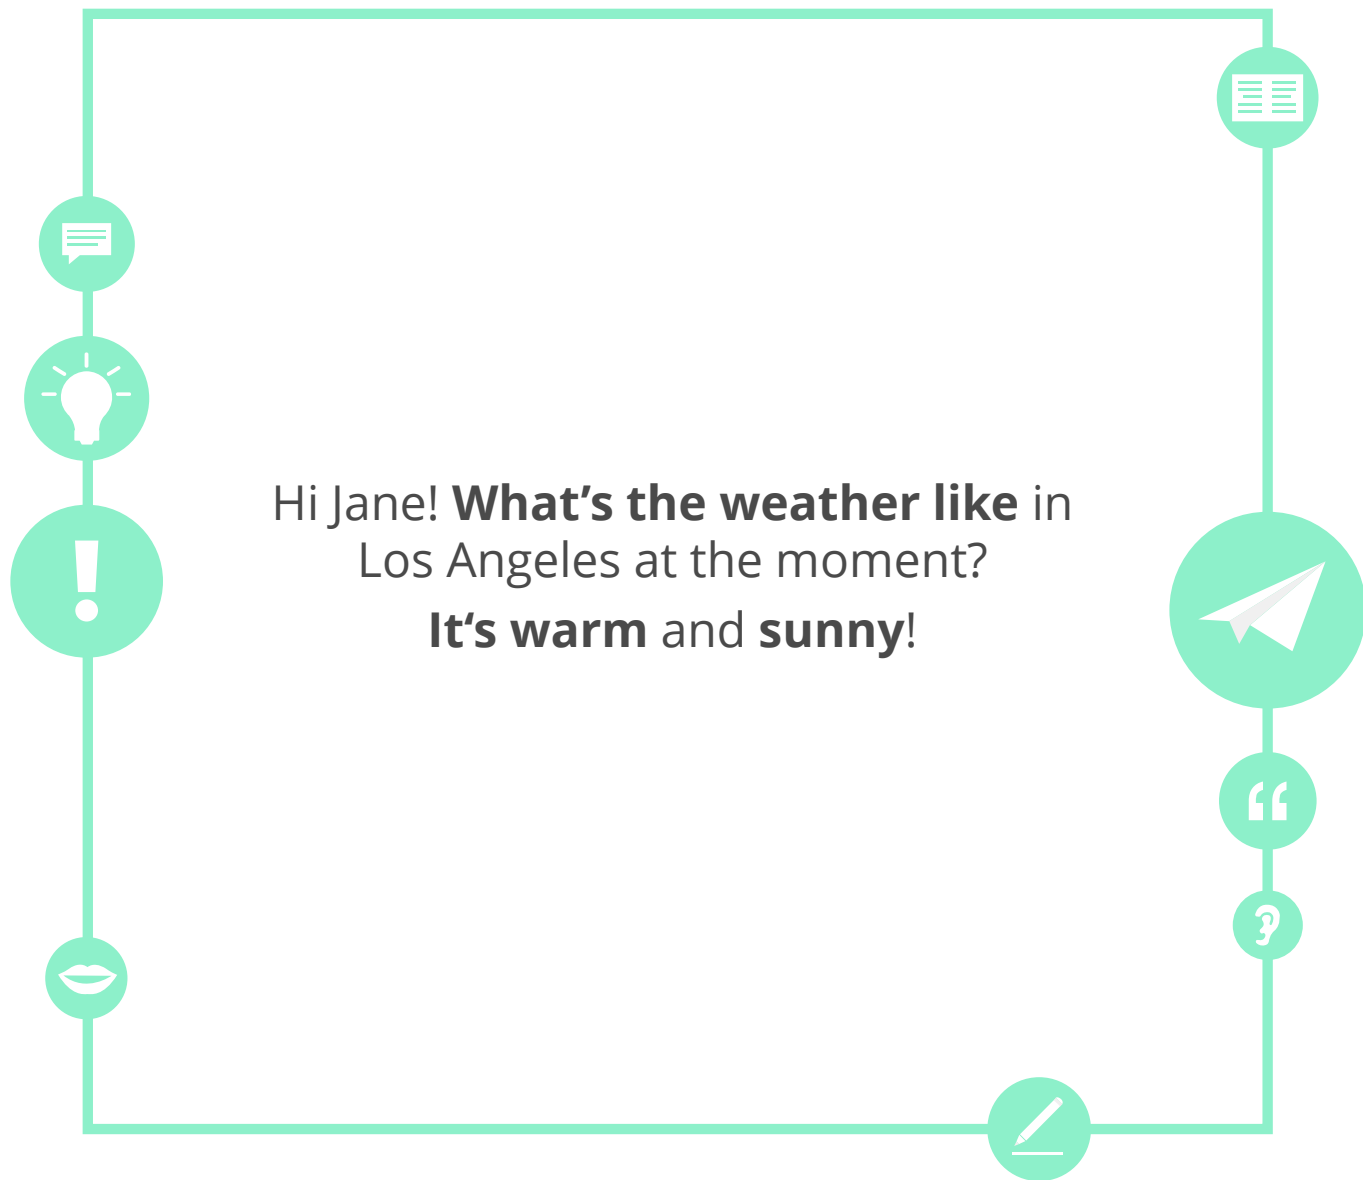 Hi Jane! What’s the weather like in
Los Angeles at the moment?
It‘s warm and sunny!